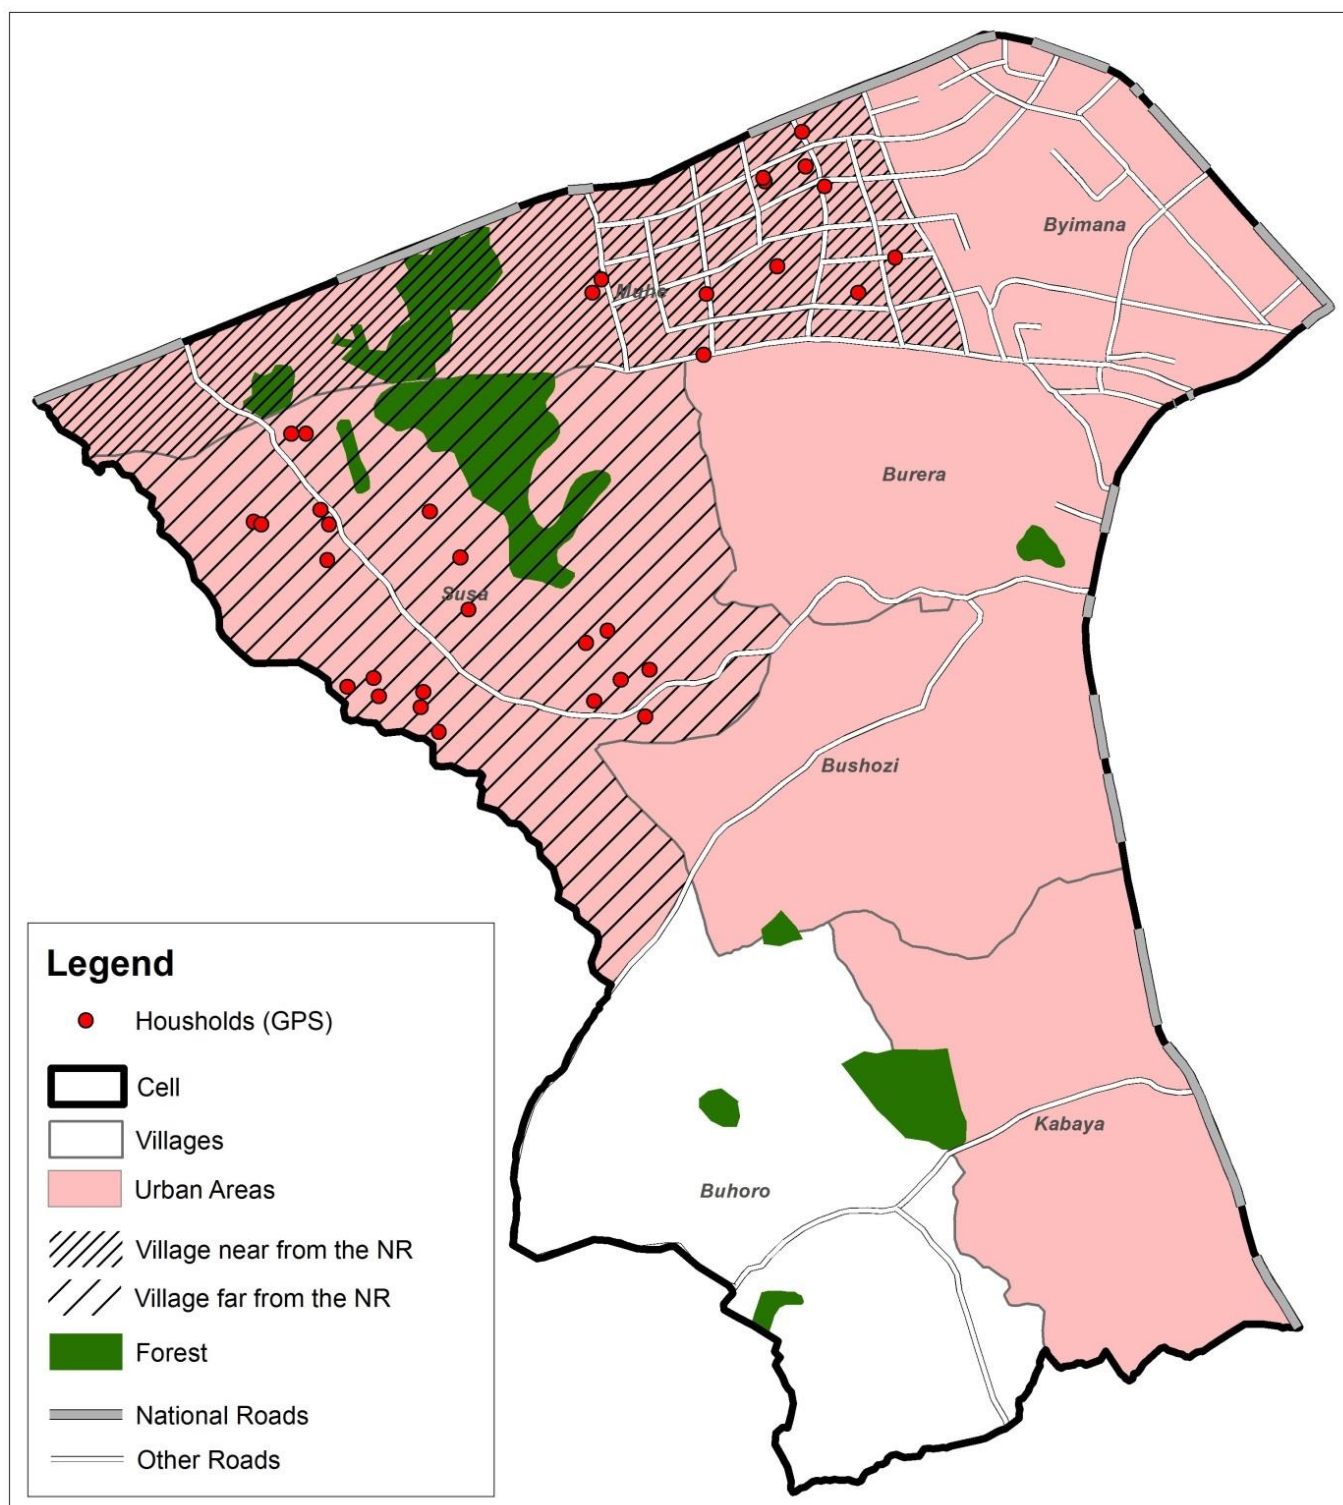 Byimana
Muhe
Burera
Susa
Bushozi
Kabaya
Buhoro
Legend
Housholds (GPS)
Cell
Villages
Urban Areas
Village near from the NR
Village far from the NR
Forest
National Roads
Other Roads